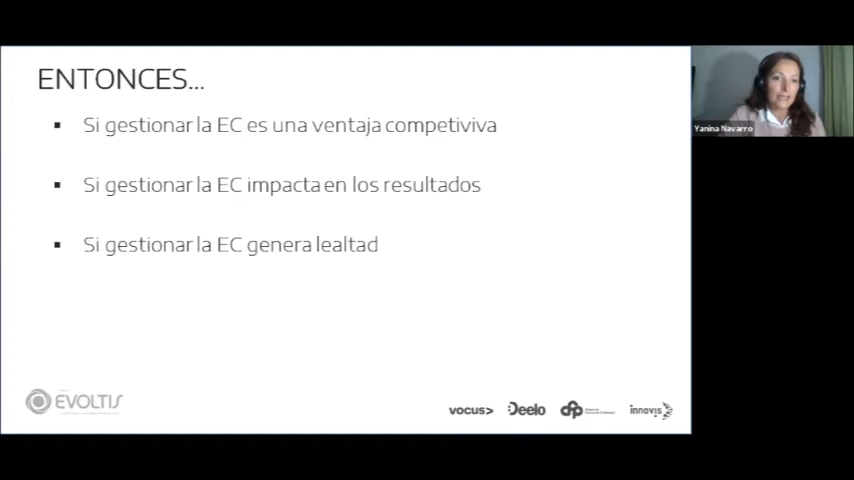 ENTONCES...
▪ Si gestionar la EC es una ventaja competiviva
▪ Si gestionar la EC impacta en los resultados
▪ Si gestionar la EC genera lealtad
Yanina Navarro
EVOLTIS
vocus>
Deelo
innovis